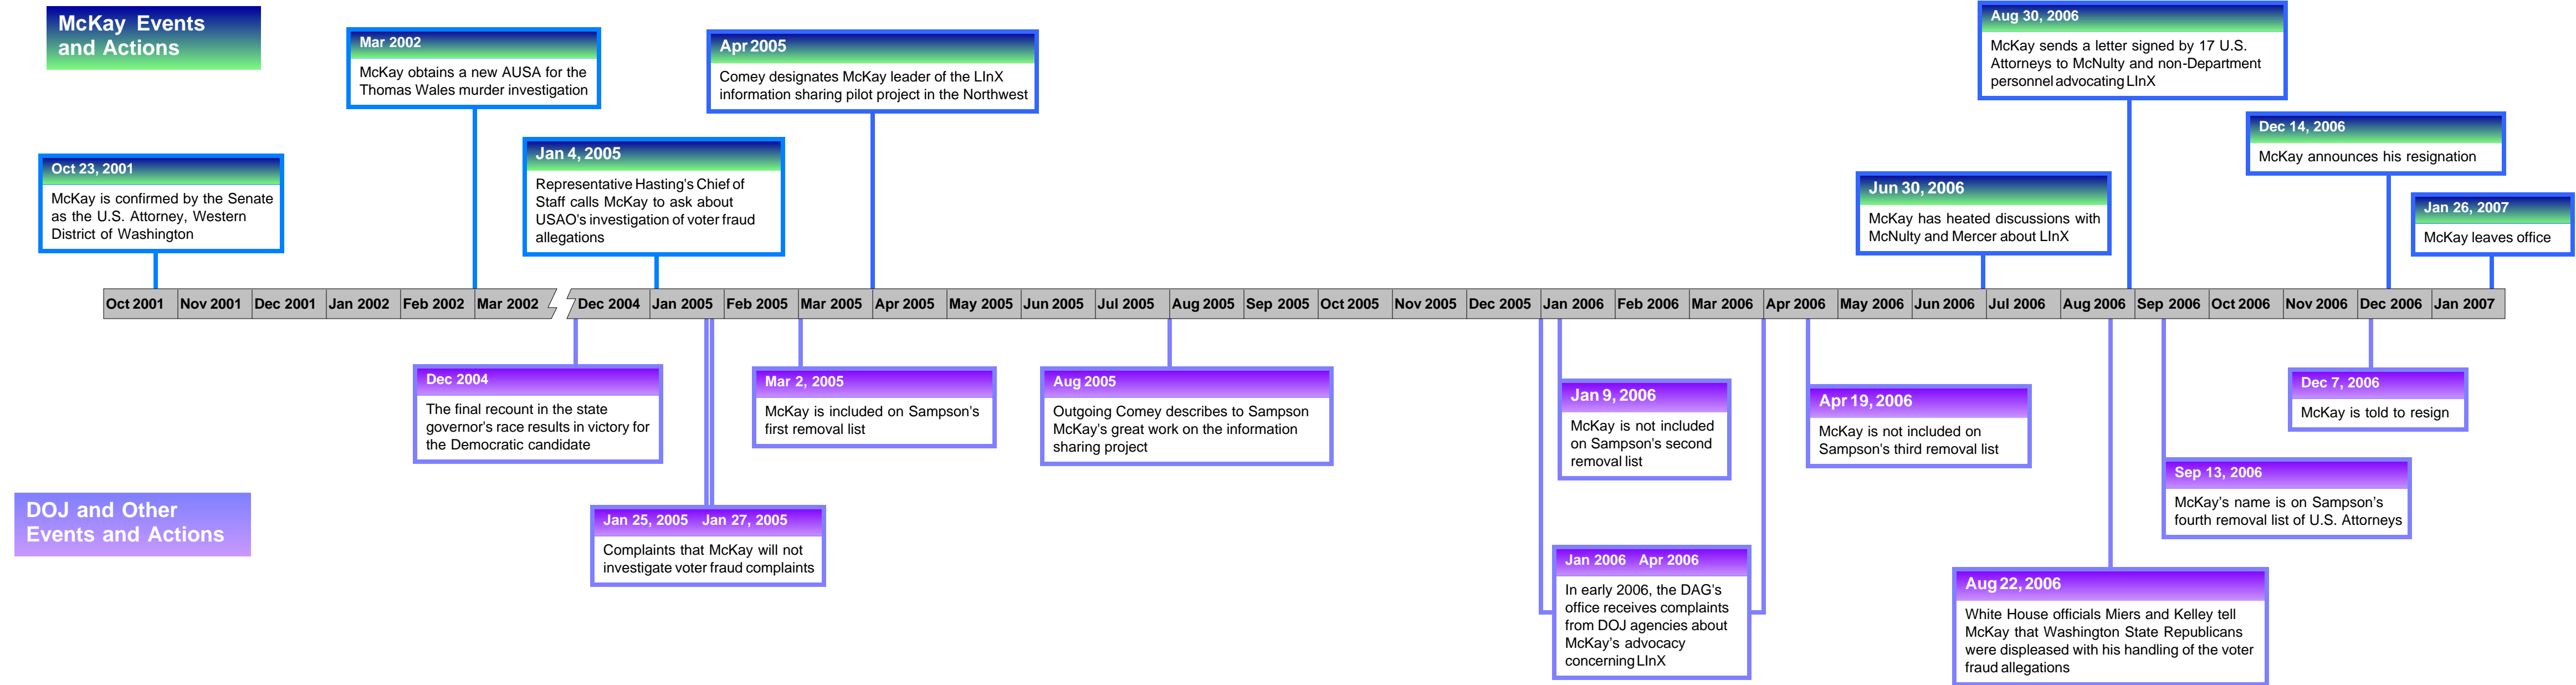 McKay Events
and Actions
Oct 23, 2001
McKay is confirmed by the Senate
as the U.S. Attorney, Western
District of Washington
Mar 2002
McKay obtains a new AUSA for the
Thomas Wales murder investigation
Jan 4, 2005
Representative Hasting's Chief of
Staff calls McKay to ask about
USAO's investigation of voter fraud
allegations
Apr 2005
Comey designates McKay leader of the LInX
information sharing pilot project in the Northwest
Jun 30, 2006
McKay has heated discussions with
McNulty and Mercer about LInX
Aug 30, 2006
McKay sends a letter signed by 17 U.S.
Attorneys to McNulty and non-Department
personnel advocating LInX
Dec 14, 2006
McKay announces his resignation
Jan 26, 2007
McKay leaves office
Oct 2001 Nov 2001 Dec 2001 Jan 2002 Feb 2002 Mar 2002 Dec 2004 Jan 2005 Feb 2005 Mar 2005 Apr 2005 May 2005 Jun 2005 Jul 2005 Aug 2005 Sep 2005 Oct 2005 Nov 2005 Dec 2005 Jan 2006 Feb 2006 Mar 2006 Apr 2006 May 2006 Jun 2006 Jul 2006 Aug 2006 Sep 2006 Oct 2006 Nov 2006 Dec 2006 Jan 2007
DOJ and Other
Events and Actions
Dec 2004
The final recount in the state
governor's race results in victory for
the Democratic candidate
Jan 25, 2005 Jan 27, 2005
Complaints that McKay will not
investigate voter fraud complaints
Mar 2, 2005
McKay is included on Sampson's
first removal list
Aug 2005
Outgoing Comey describes to Sampson
McKay's great work on the information
sharing project
Jan 9, 2006
McKay is not included
on Sampson's second
removal list
Jan 2006 Apr 2006
In early 2006, the DAG's
office receives complaints
from DOJ agencies about
McKay's advocacy
concerning LInX
Apr 19, 2006
McKay is not included on
Sampson's third removal list
Aug 22, 2006
White House officials Miers and Kelley tell
McKay that Washington State Republicans
were displeased with his handling of the voter
fraud allegations
Sep 13, 2006
McKay's name is on Sampson's
fourth removal list of U.S. Attorneys
Dec 7, 2006
McKay is told to resign